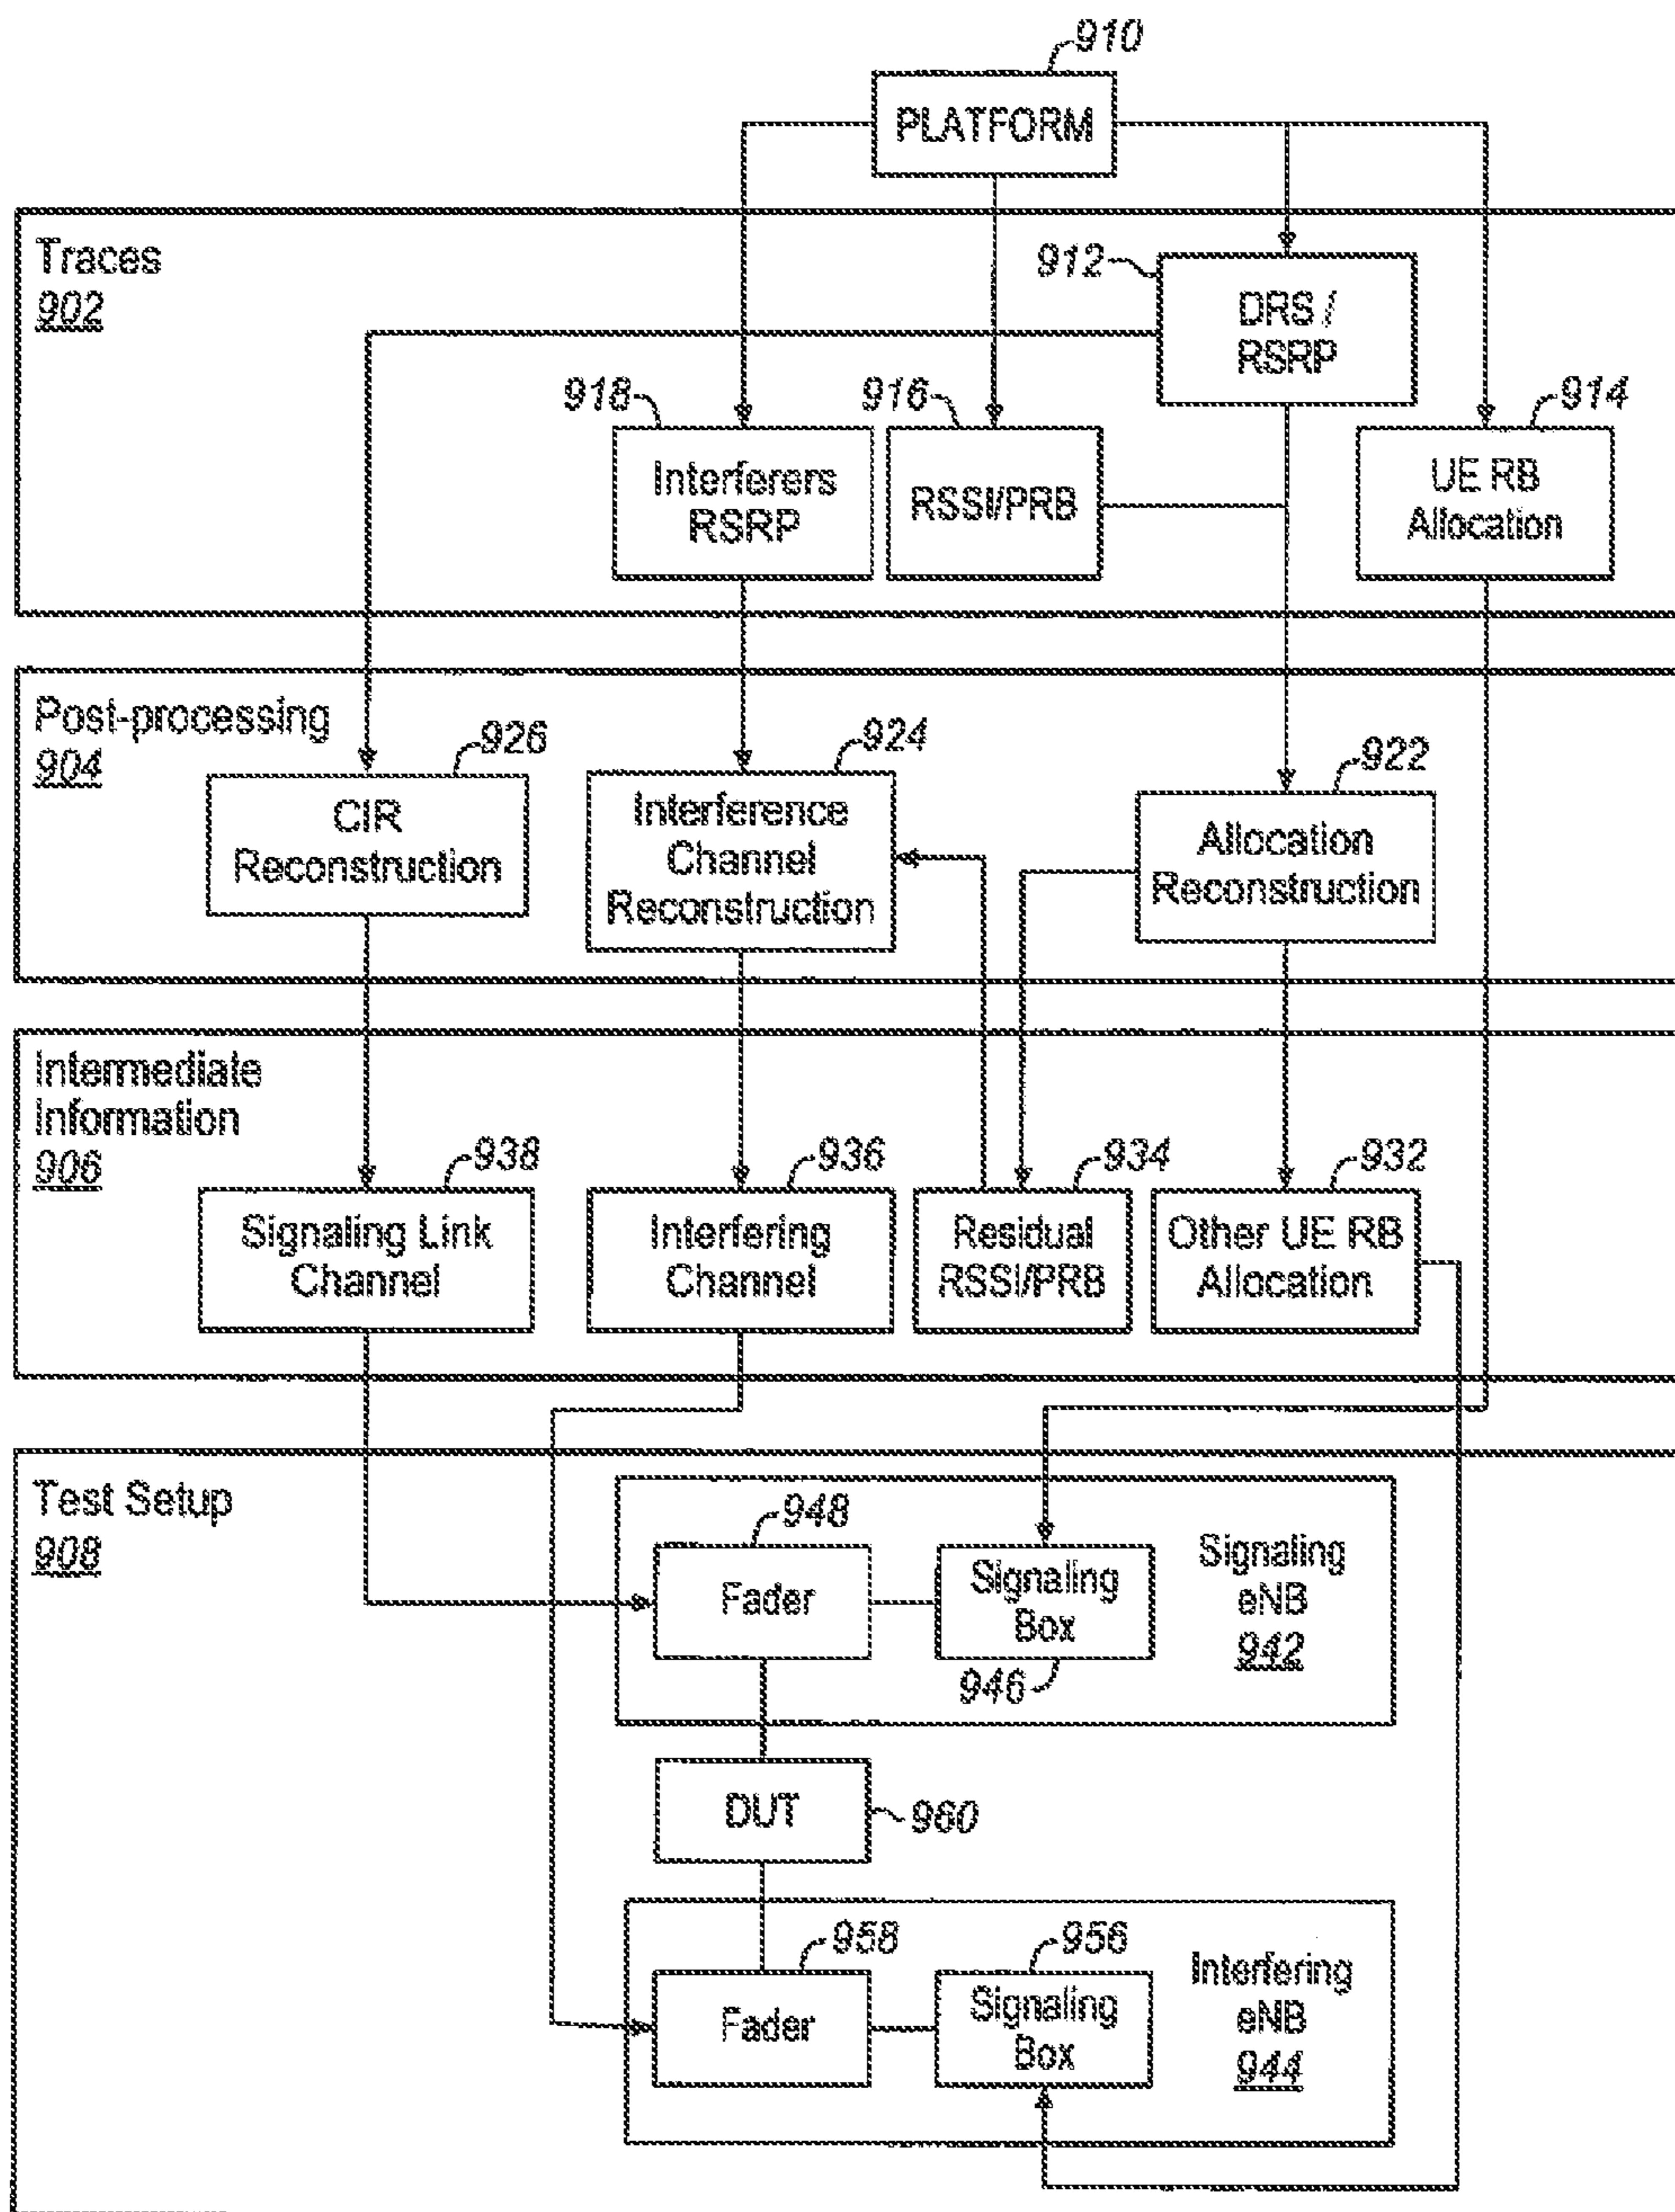 910
PLATFORM
Traces
902
912
DRS /
RSRP
918
916
914
Interferers
RSRP
RSSI/PRB
UE RB
Allocation
Post-processing
904
926
924
922
CIR
Reconstruction
Interference
Channel
Reconstruction
Allocation
Reconstruction
Intermediate
Information
906
938
936
934
932
Signaling Link
Channel
Interfering
Channel
Residual
RSSI/PRB
Other UE RB
Allocation
Test Setup
908
948
Fader
Signaling
Box
946
Signaling
eNB
942
DUT
960
958
956
Fader
Signaling
Box
Interfering
eNB
944